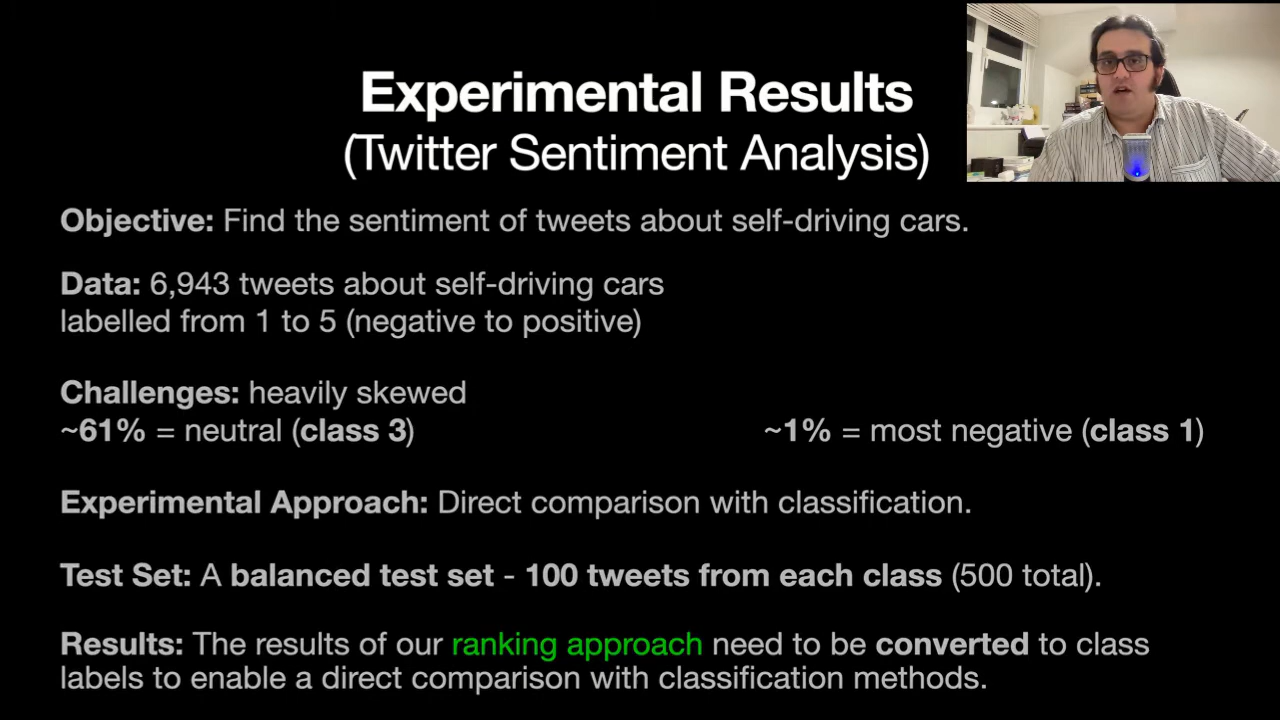 Experimental Results
(Twitter Sentiment Analysis)
Objective: Find the sentiment of tweets about self-driving cars.
Data: 6,943 tweets about self-driving cars
labelled from 1 to 5 (negative to positive)
Challenges: heavily skewed
~61% = neutral (class 3)
~1% = most negative (class 1)
Experimental Approach: Direct comparison with classification.
Test Set: A balanced test set - 100 tweets from each class (500 total).
Results: The results of our ranking approach need to be converted to class
labels to enable a direct comparison with classification methods.